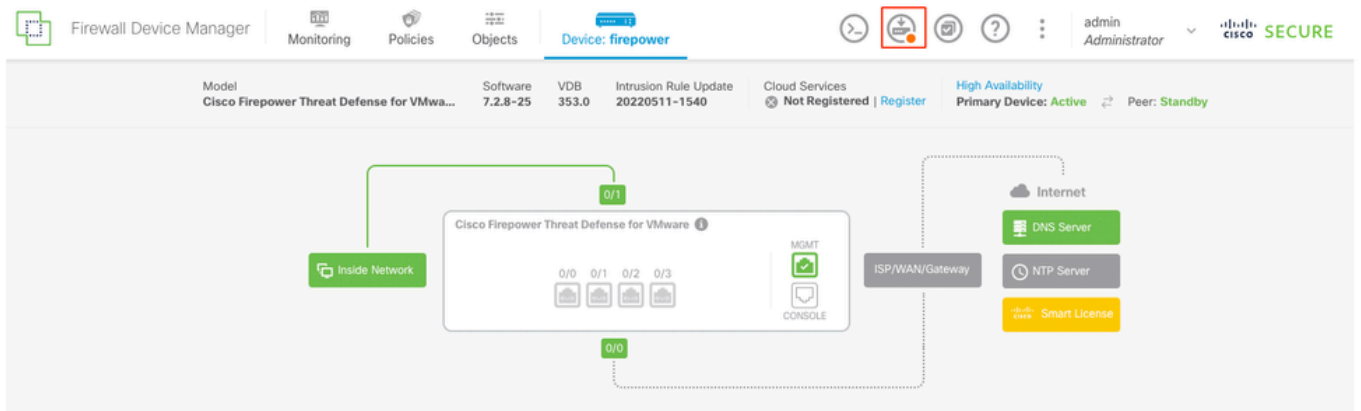 Firewall Device Manager
Monitoring
Policies
Objects
Device: firepower
admin
Administrator
cisco SECURE
Model
Cisco Firepower Threat Defense for VMwa...
Software
7.2.8-25
VDB
353.0
Intrusion Rule Update
20220511-1540
Cloud Services
Not Registered | Register
High Availability
Primary Device: Active
Peer: Standby
0/1
Internet
Cisco Firepower Threat Defense for VMware
DNS Server
MGMT
Inside Network
0/0 0/1 0/2 0/3
ISP/WAN/Gateway
NTP Server
CONSOLE
cisco Smart License
0/0